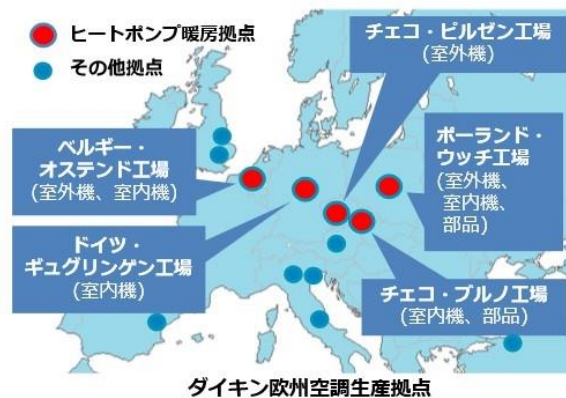 ヒートポンプ暖房拠点
その他拠点
チェコ・ピルゼン工場
(室外機)
ベルギー・
オステンド工場
(室外機、室内機)
ポーランド・
ウッチ工場
(室外機、
室内機、
部品)
ドイツ・
ギュグリンゲン工場
(室内機)
チェコ・ブルノ工場
(室内機、部品)
ダイキン欧州空調生産拠点